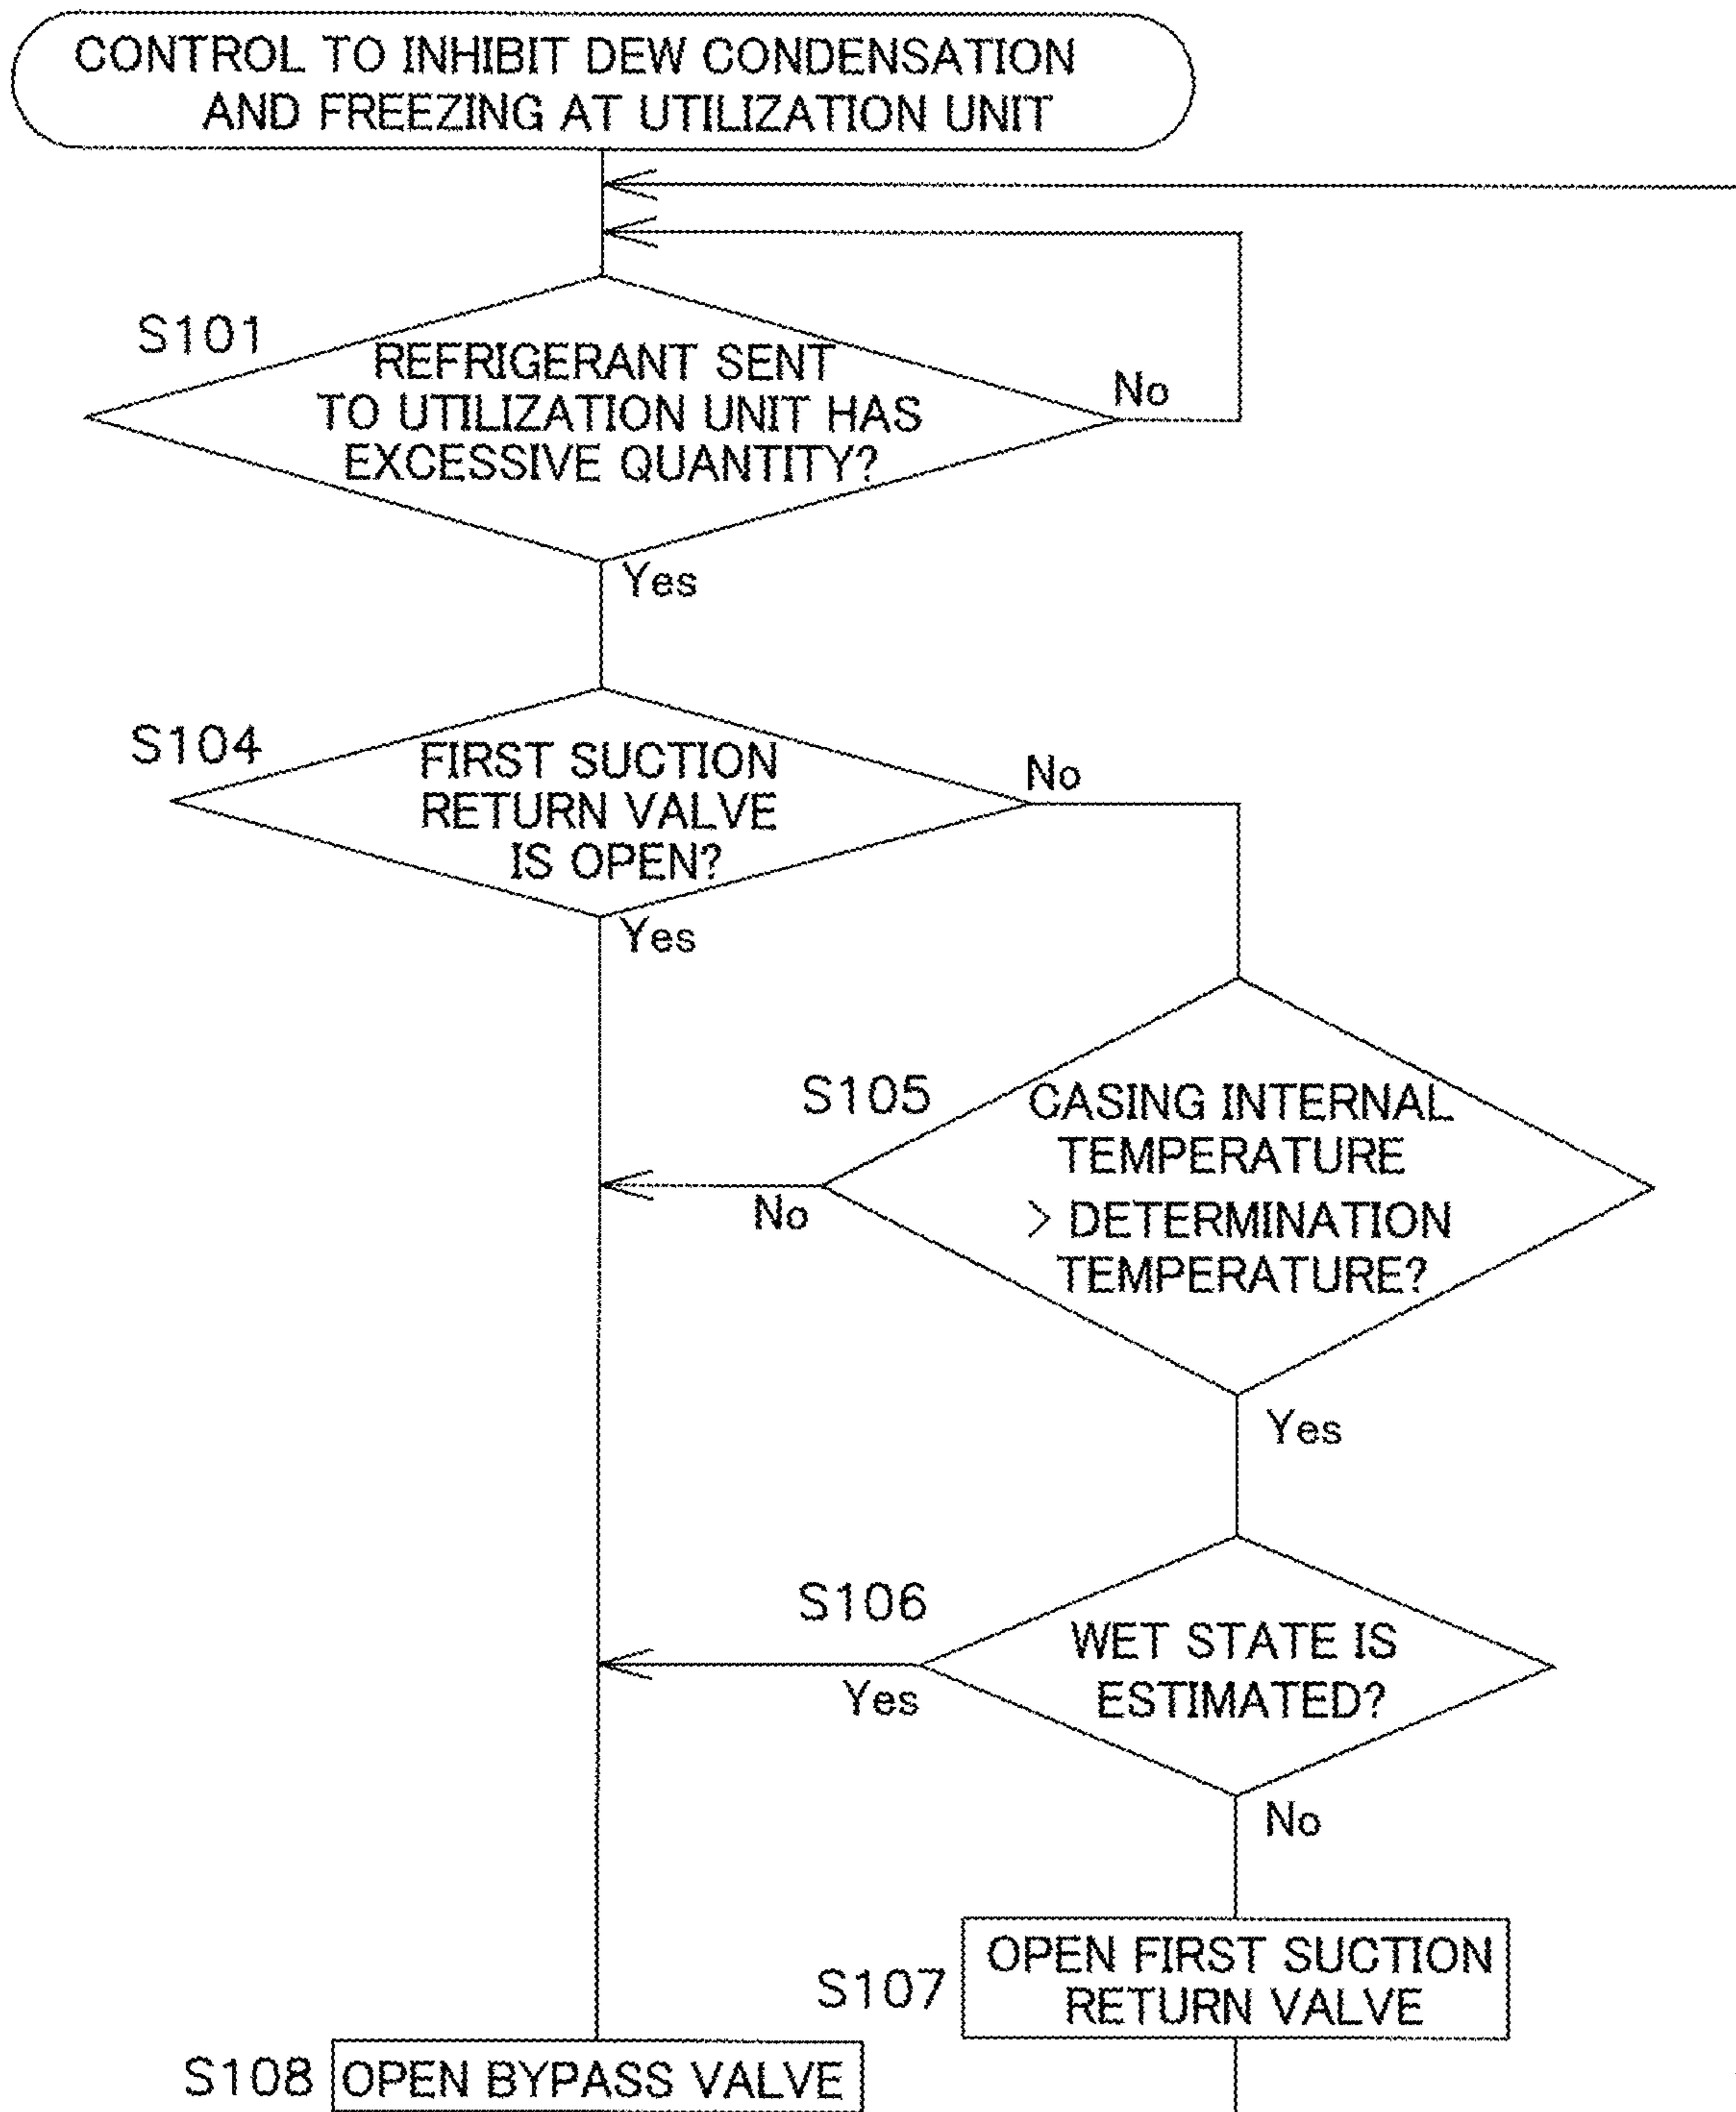 CONTROL TO INHIBIT DEW CONDENSATION
AND FREEZING AT UTILIZATION UNIT
S101
REFRIGERANT SENT
TO UTILIZATION UNIT HAS
EXCESSIVE QUANTITY?
No
Yes
S104
FIRST SUCTION
RETURN VALVE
IS OPEN?
No
Yes
S105
CASING INTERNAL
TEMPERATURE
> DETERMINATION
TEMPERATURE?
No
Yes
S106
WET STATE IS
ESTIMATED?
Yes
No
S107
OPEN FIRST SUCTION
RETURN VALVE
S108
OPEN BYPASS VALVE